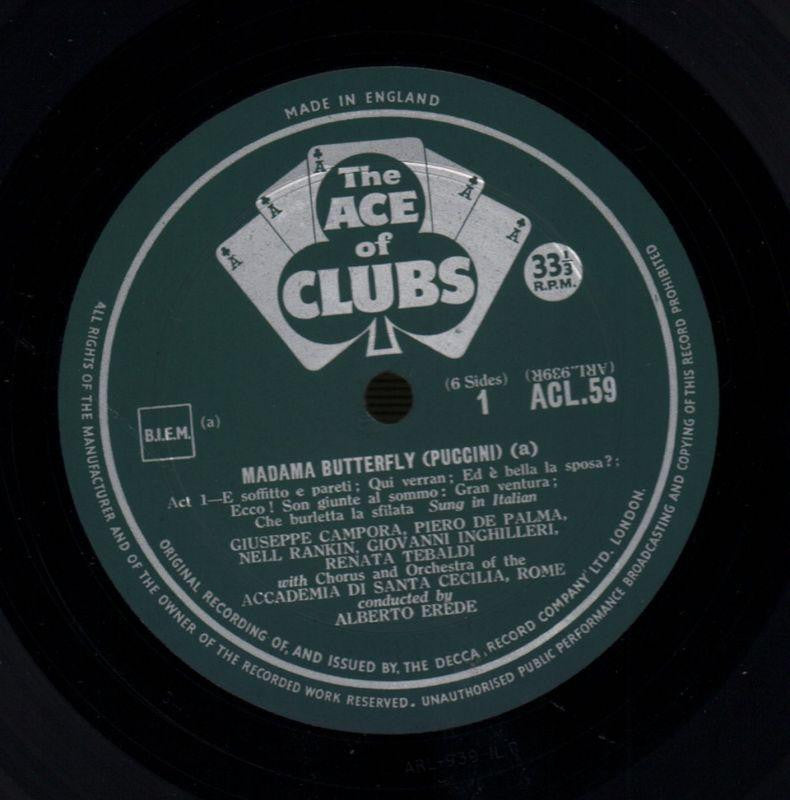 MADE IN ENGLAND
A
A
A
A
The
ACE
of
CLUBS
33⅓
R.P.M.
(6 Sides) (ARL.939R)
1 ACL.59
B.I.E.M. (a)
MADAMA BUTTERFLY (PUCCINI) (a)
Act 1—E soffitto e pareti; Qui verran; Ed è bella la sposa?;
Ecco! Son giunte al sommo; Gran ventura;
Che burletta la sfilata Sung in Italian
GIUSEPPE CAMPORA, PIERO DE PALMA,
NELL RANKIN, GIOVANNI INGHILLERI,
RENATA TEBALDI
with Chorus and Orchestra of the
ACCADEMIA DI SANTA CECILIA, ROME
conducted by
ALBERTO EREDE
ORIGINAL RECORDING OF, AND ISSUED BY, THE DECCA RECORD COMPANY LTD. LONDON.
ALL RIGHTS OF THE MANUFACTURER AND OF THE OWNER OF THE RECORDED WORK RESERVED. UNAUTHORISED PUBLIC PERFORMANCE BROADCASTING AND COPYING OF THIS RECORD PROHIBITED